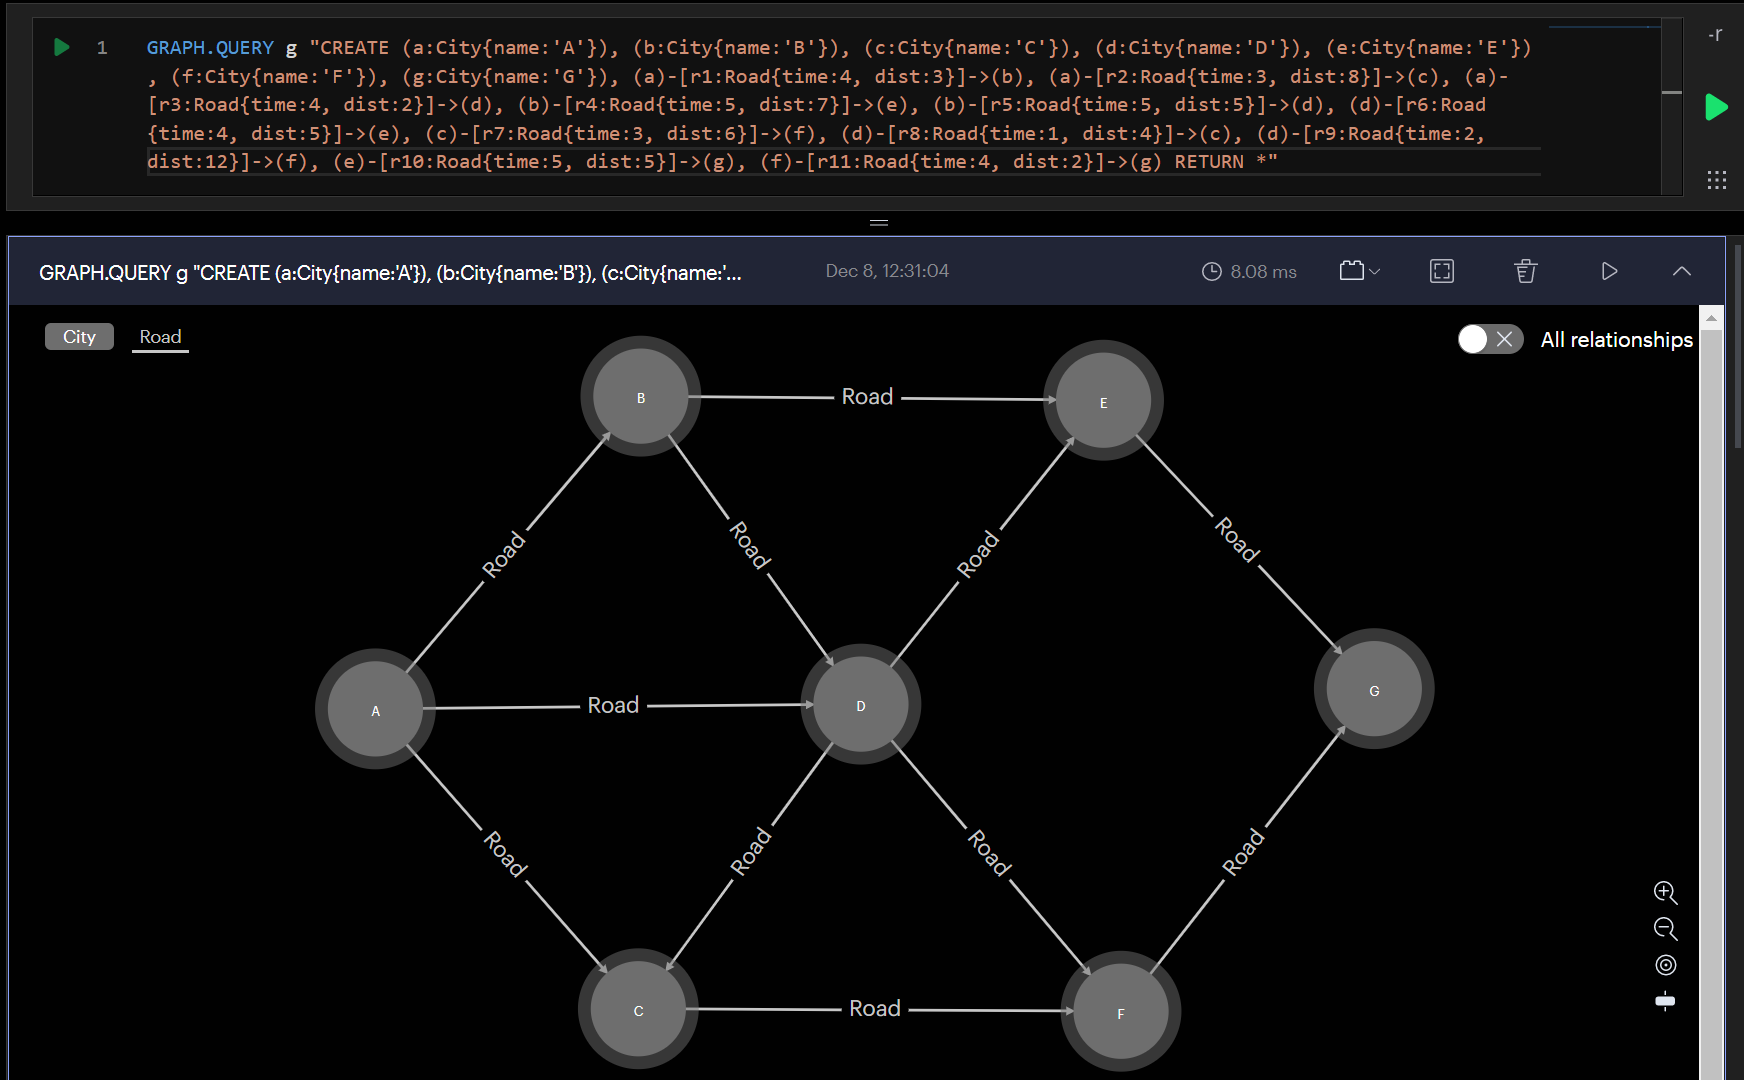 -r
1 GRAPH.QUERY g "CREATE (a:City{name:'A'}), (b:City{name:'B'}), (c:City{name:'C'}), (d:City{name:'D'}), (e:City{name:'E'})
, (f:City{name:'F'}), (g:City{name:'G'}), (a)-[r1:Road{time:4, dist:3}]->(b), (a)-[r2:Road{time:3, dist:8}]->(c), (a)-
[r3:Road{time:4, dist:2}]->(d), (b)-[r4:Road{time:5, dist:7}]->(e), (b)-[r5:Road{time:5, dist:5}]->(d), (d)-[r6:Road
{time:4, dist:5}]->(e), (c)-[r7:Road{time:3, dist:6}]->(f), (d)-[r8:Road{time:1, dist:4}]->(c), (d)-[r9:Road{time:2,
dist:12}]->(f), (e)-[r10:Road{time:5, dist:5}]->(g), (f)-[r11:Road{time:4, dist:2}]->(g) RETURN *"
GRAPH.QUERY g "CREATE (a:City{name:'A'}), (b:City{name:'B'}), (c:City{name:'... Dec 8, 12:31:04 8.08 ms
City Road All relationships
B Road E
Road Road Road Road
A Road D G
Road Road Road Road
C Road F